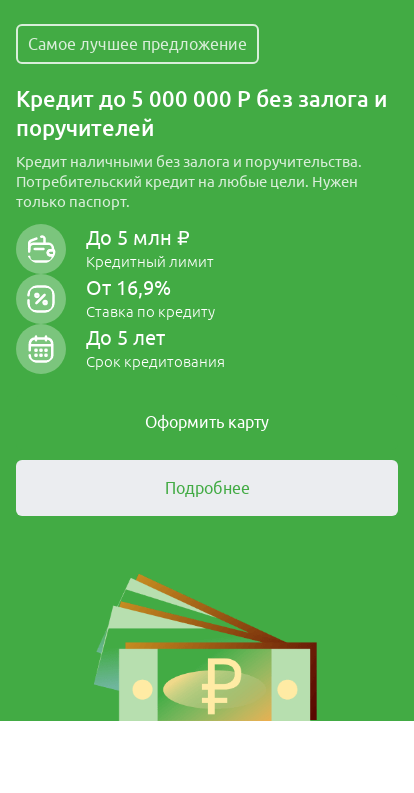 Самое лучшее предложение
Кредит до 5 000 000 Р без залога и
поручителей
Кредит наличными без залога и поручительства.
Потребительский кредит на любые цели. Нужен
только паспорт.
До 5 млн ₽
Кредитный лимит
От 16,9%
Ставка по кредиту
До 5 лет
Срок кредитования
Оформить карту
Подробнее
₽